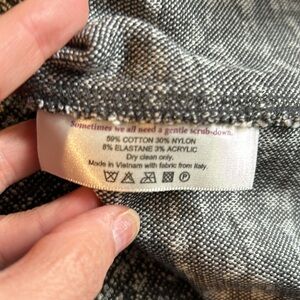 Sometimes we all need a gentle scrub-down.
59% COTTON 30% NYLON
8% ELASTANE 3% ACRYLIC
Dry clean only.
Made in Vietnam with fabric from Italy.
P